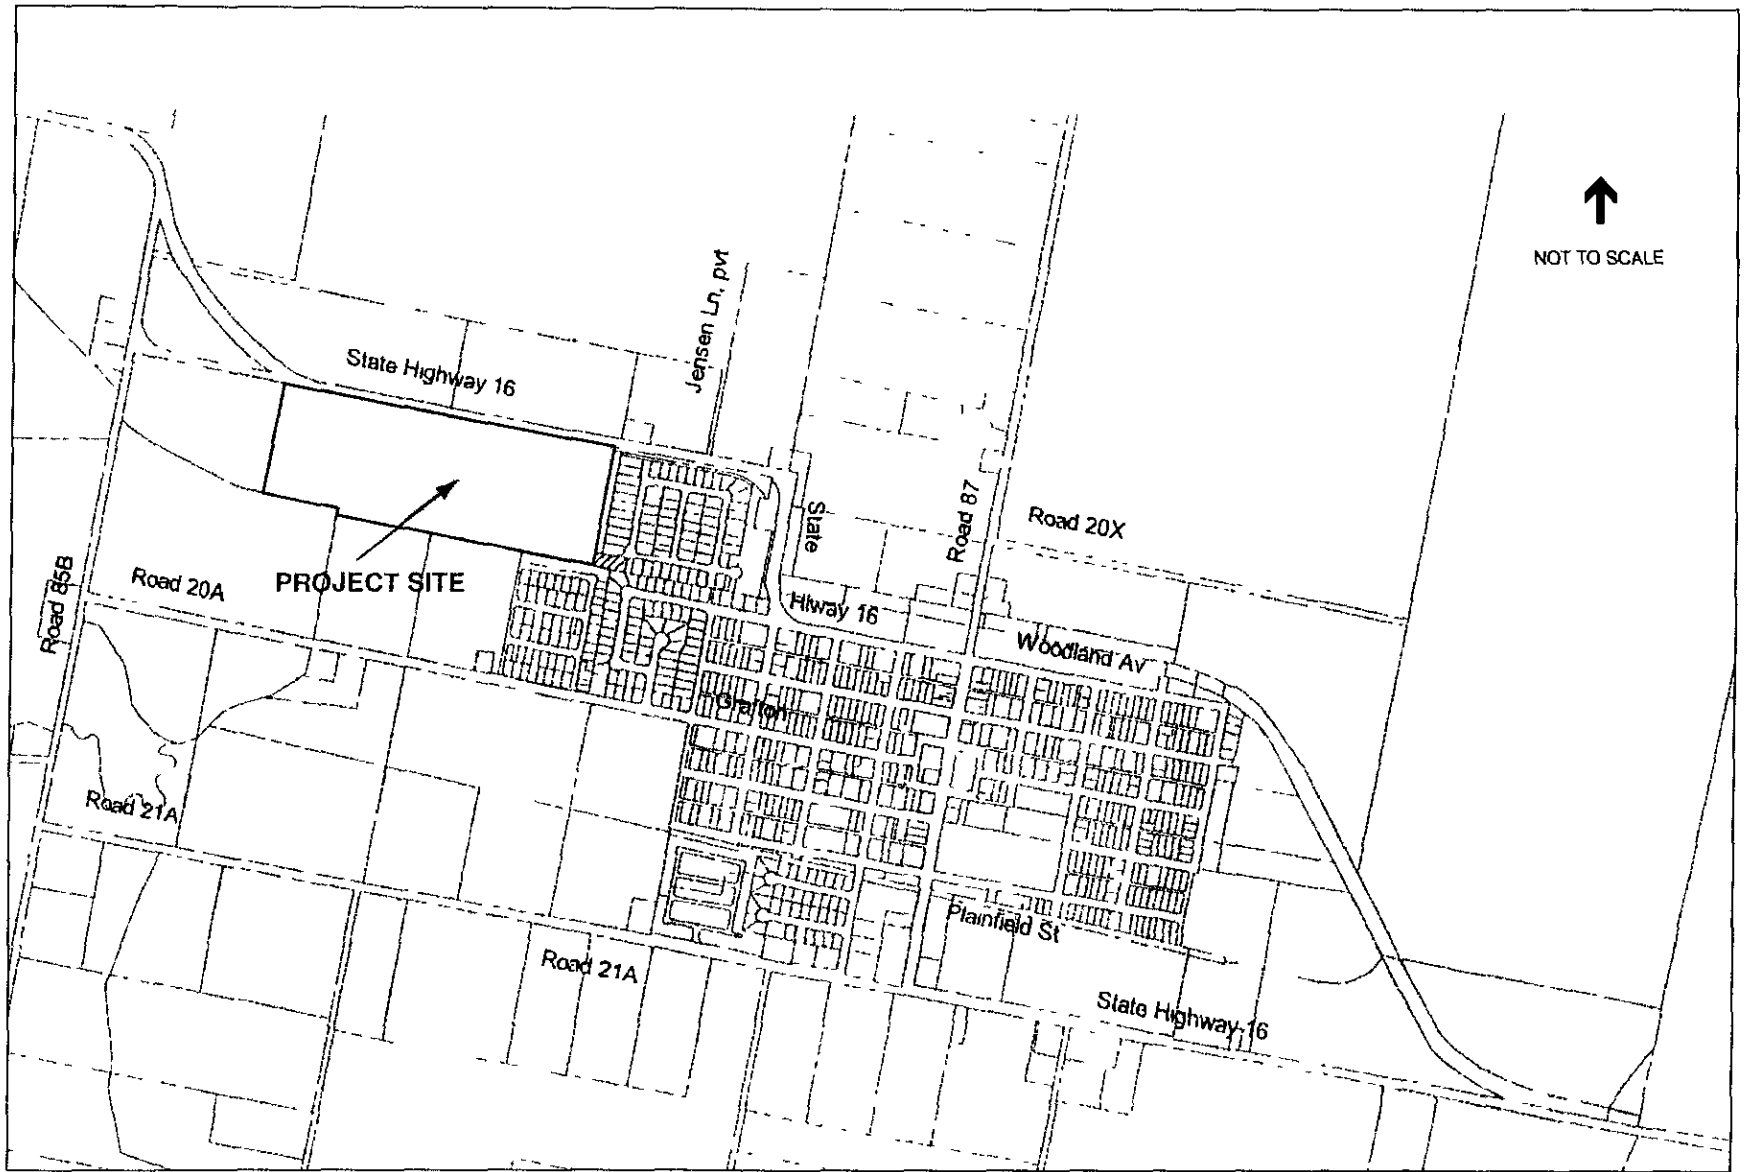 NOT TO SCALE
Jensen Ln. pvt
State Highway 16
State
Road 87
Road 20X
Road 85B
Road 20A
PROJECT SITE
Hiway 16
Woodland Av
Grafton
Road 21A
Plainfield St
Road 21A
State Highway 16